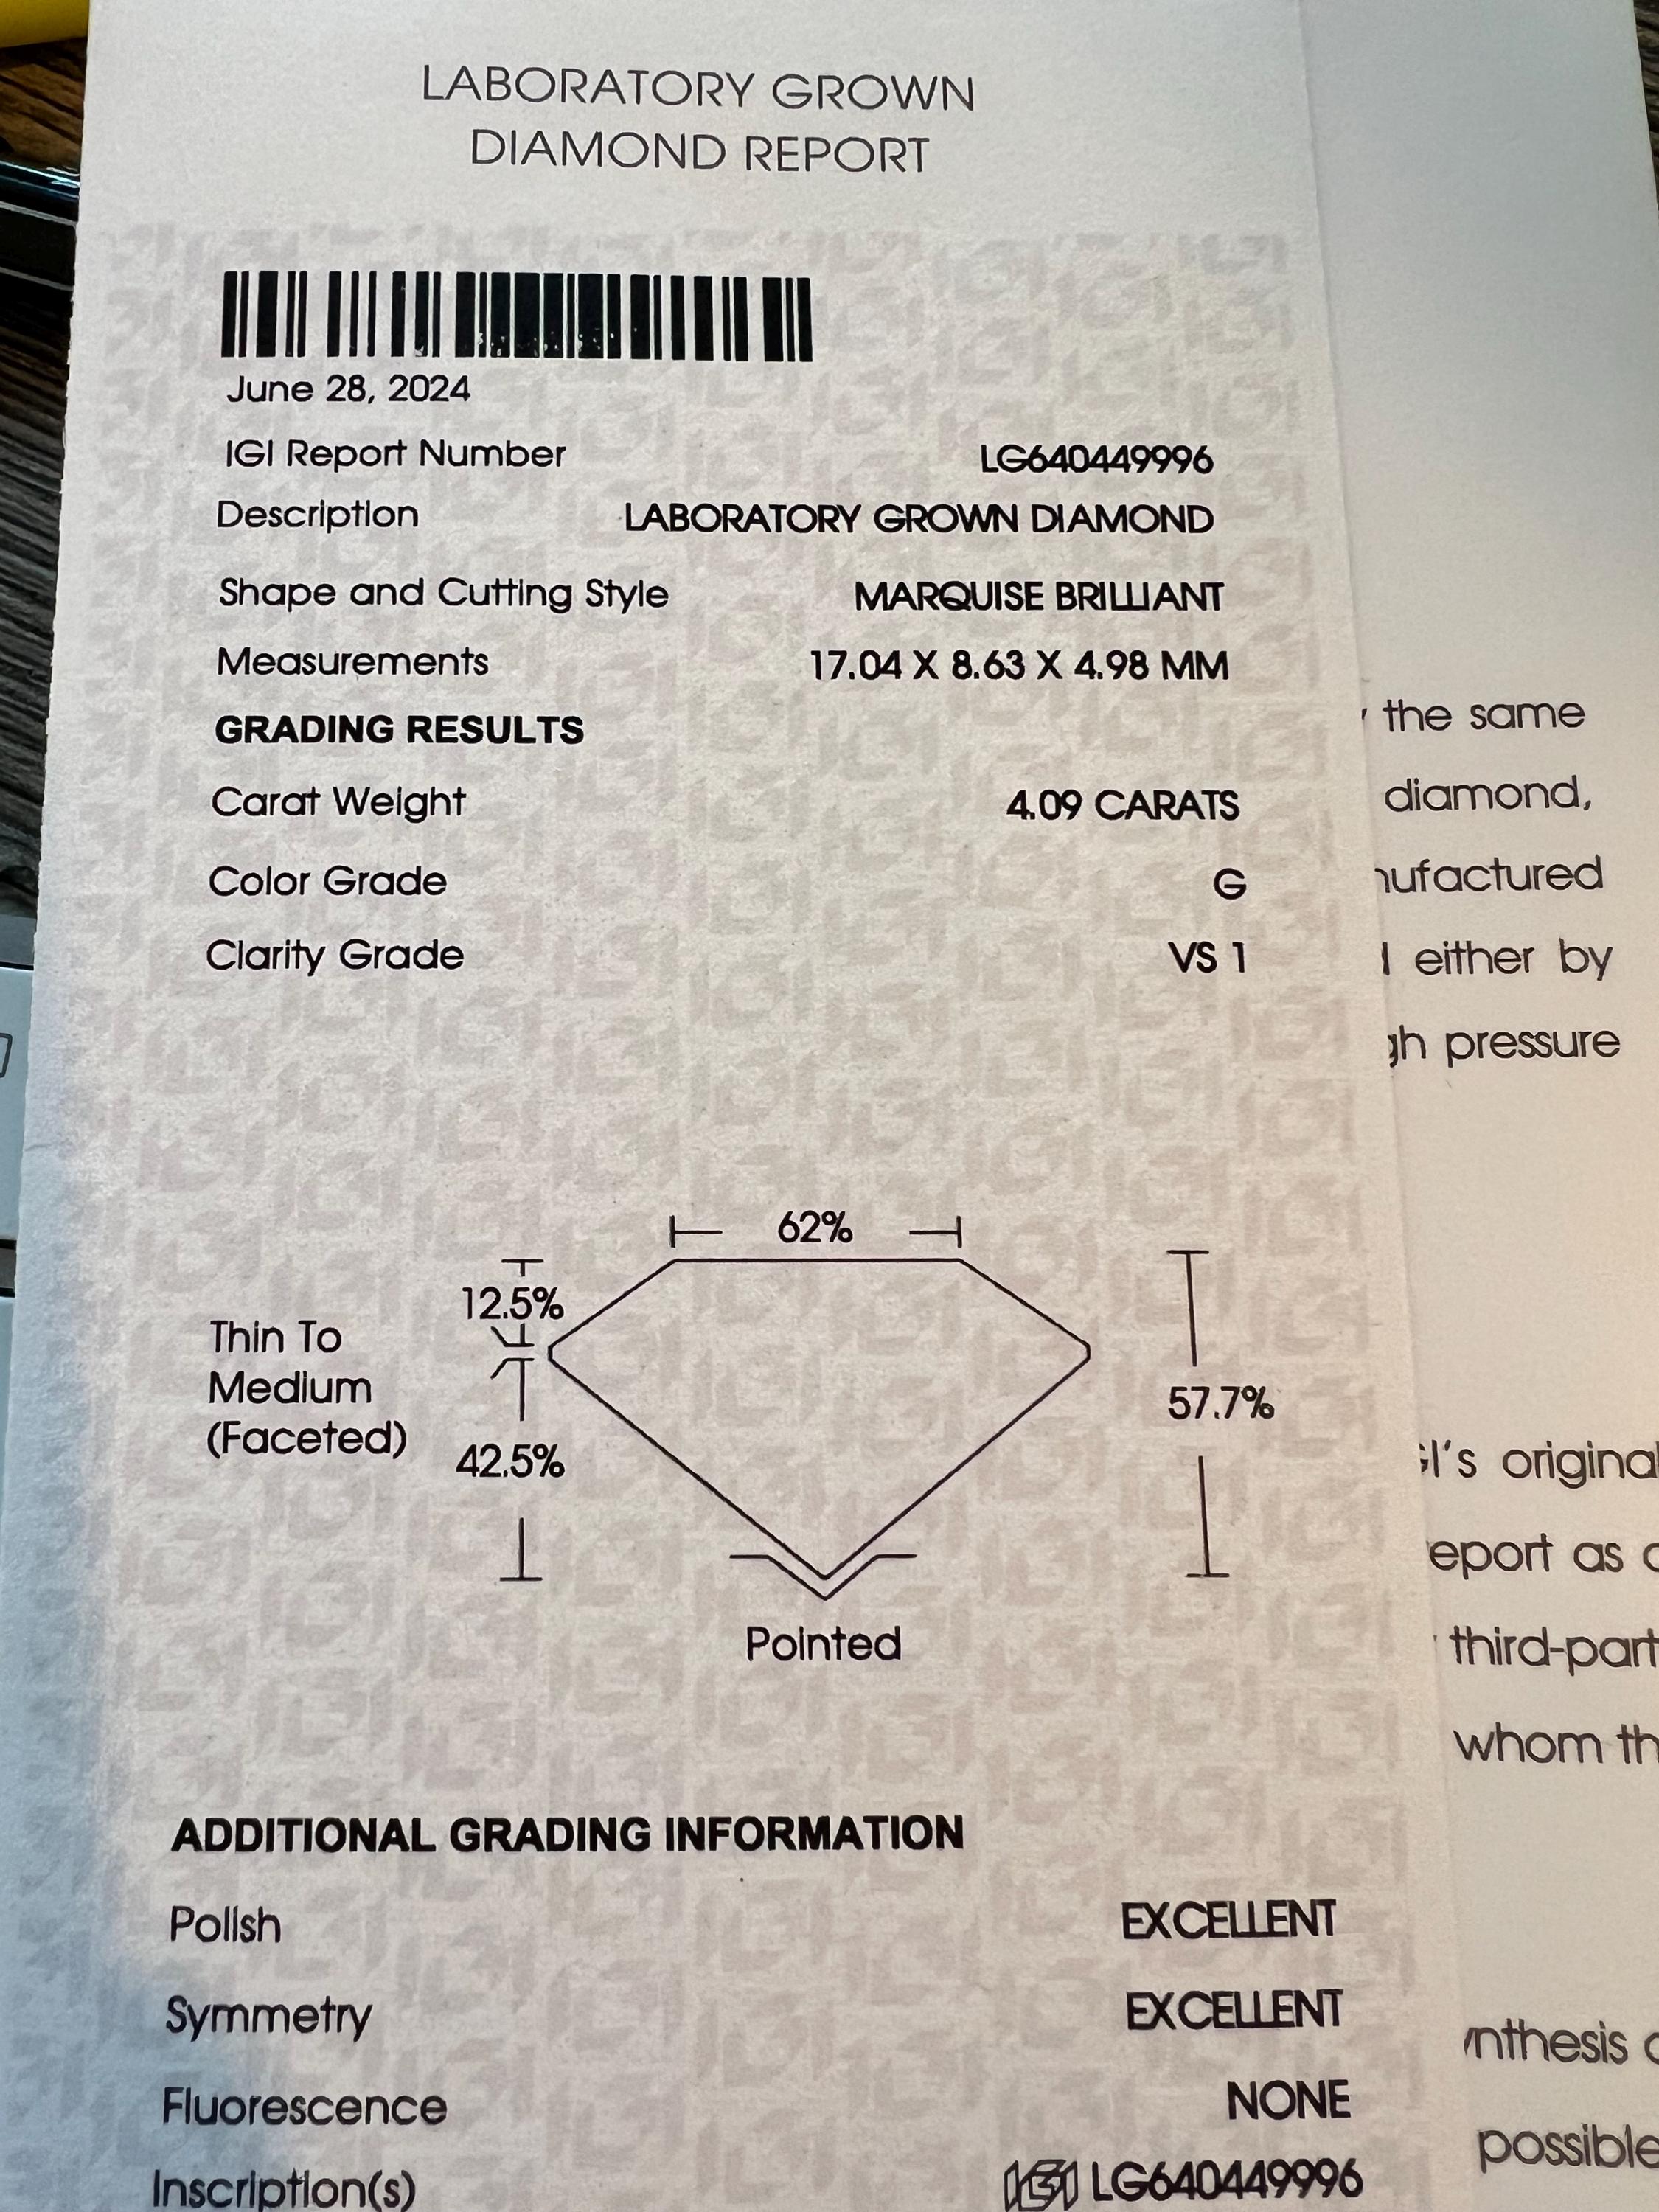 LABORATORY GROWN
DIAMOND REPORT
June 28, 2024
IGI Report Number LG640449996
Description LABORATORY GROWN DIAMOND
Shape and Cutting Style MARQUISE BRILLIANT
Measurements 17.04 X 8.63 X 4.98 MM
GRADING RESULTS
Carat Weight 4.09 CARATS
Color Grade G
Clarity Grade VS 1
62%
12.5%
Thin To
Medium
(Faceted)
42.5%
57.7%
Pointed
ADDITIONAL GRADING INFORMATION
Polish EXCELLENT
Symmetry EXCELLENT
Fluorescence NONE
Inscription(s) IGI LG640449996
the same
diamond,
nufactured
either by
gh pressure
GI's original
eport as
third-part
whom th
nthesis
possible